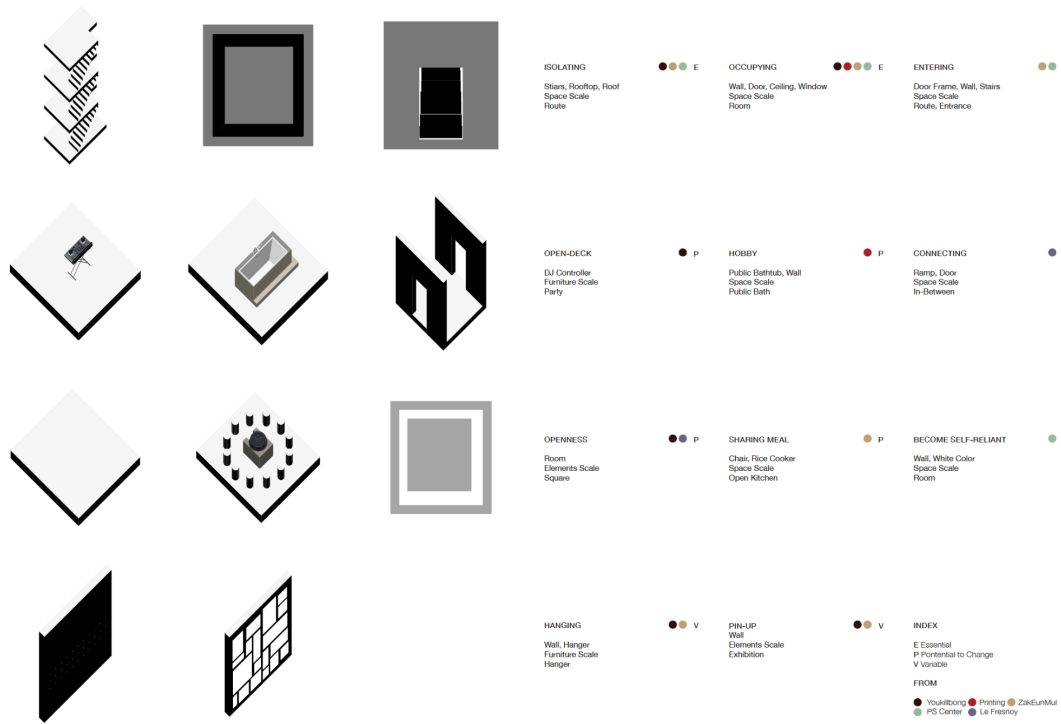 ISOLATING E
Stiars, Rooftop, Roof
Space Scale
Route
OCCUPYING E
Wall, Door, Ceiling, Window
Space Scale
Room
ENTERING
Door Frame, Wall, Stairs
Space Scale
Route, Entrance
OPEN-DECK P
DJ Controller
Furniture Scale
Party
HOBBY P
Public Bathtub, Wall
Space Scale
Public Bath
CONNECTING
Ramp, Door
Space Scale
In-Between
OPENNESS P
Room
Elements Scale
Square
SHARING MEAL P
Chair, Rice Cooker
Space Scale
Open Kitchen
BECOME SELF-RELIANT
Wall, White Color
Space Scale
Room
HANGING V
Wall, Hanger
Furniture Scale
Hanger
PIN-UP V
Wall
Elements Scale
Exhibition
INDEX
E Essential
P Pontential to Change
V Variable
FROM
Youkillbong Printing ZakEunMul
PS Center Le Fresnoy